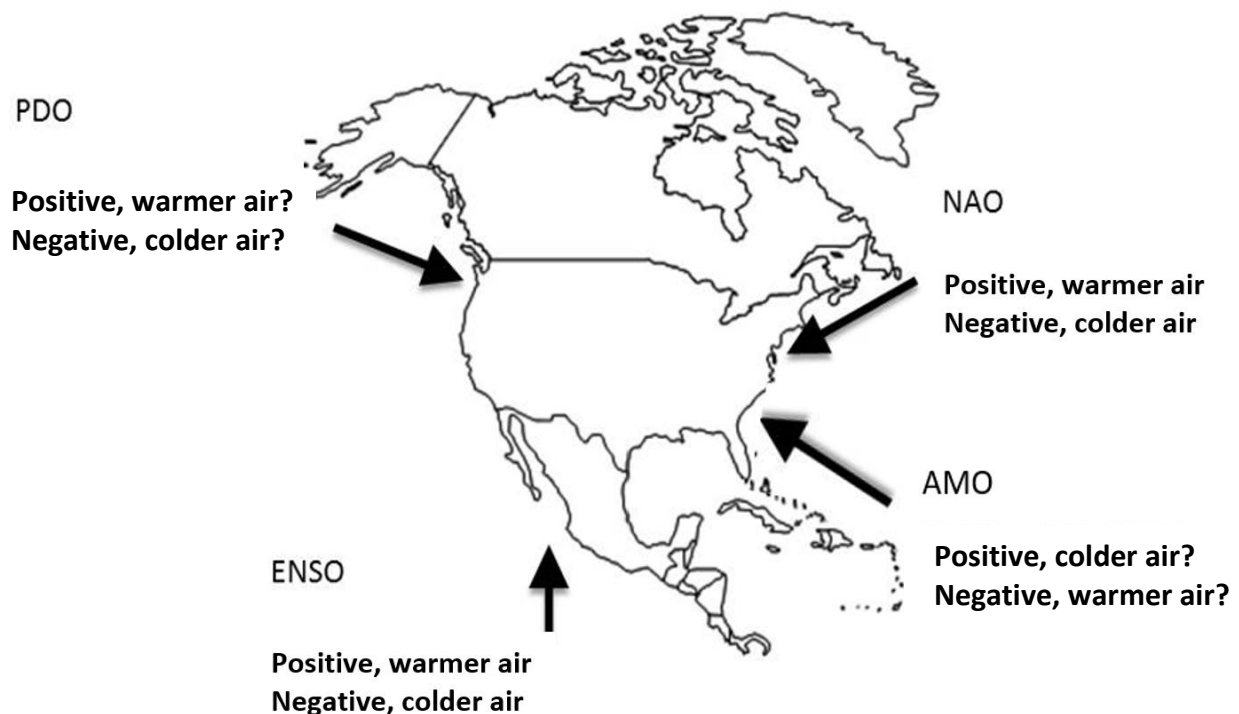 PDO
Positive, warmer air?
Negative, colder air?
NAO
Positive, warmer air
Negative, colder air
AMO
Positive, colder air?
Negative, warmer air?
ENSO
Positive, warmer air
Negative, colder air